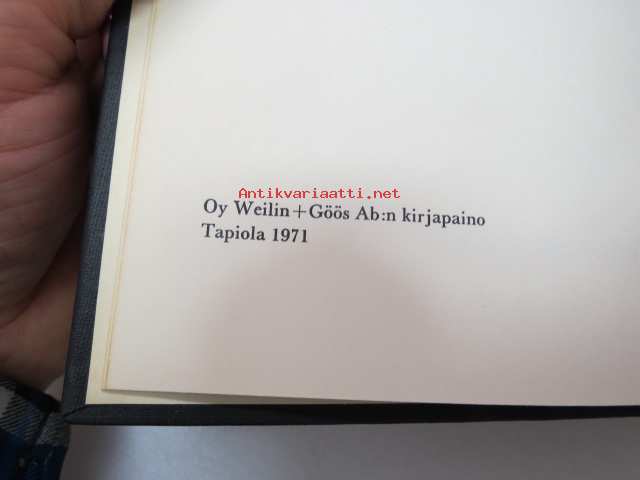 Antikvariaatti.net
Oy Weilin+Göös Ab:n kirjapaino
Tapiola 1971